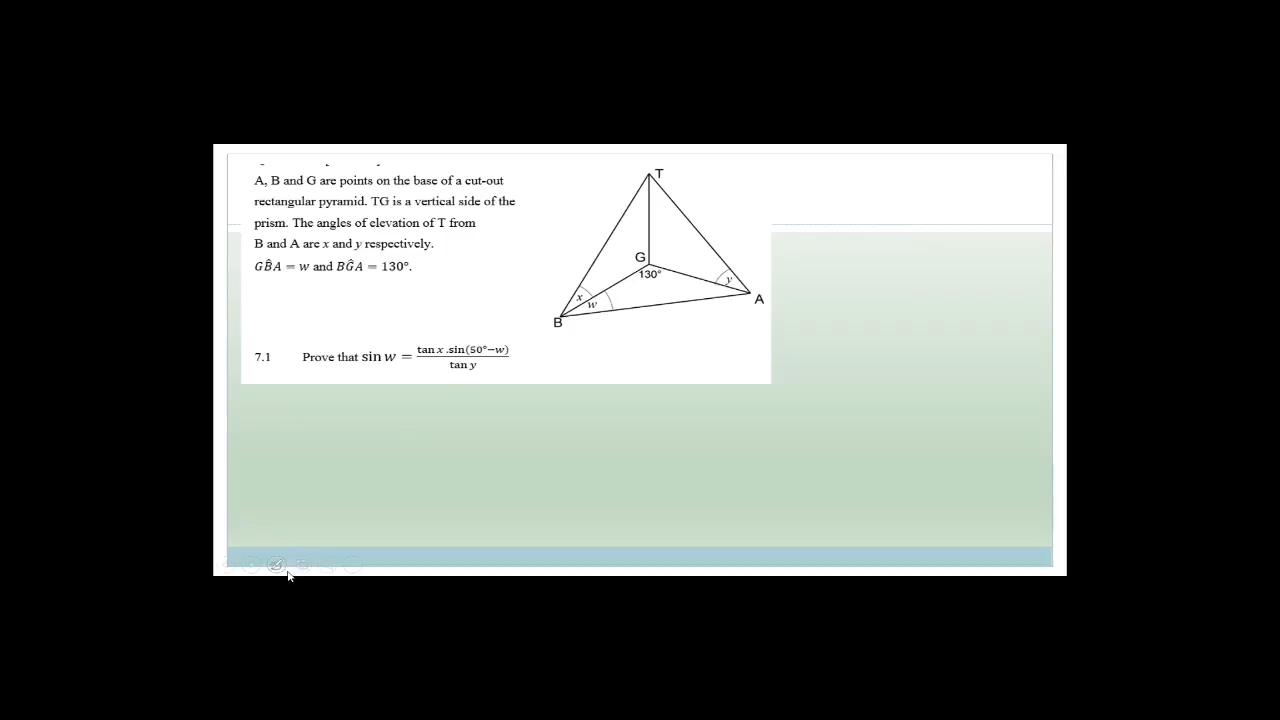 A, B and G are points on the base of a cut-out
rectangular pyramid. TG is a vertical side of the
prism. The angles of elevation of T from
B and A are x and y respectively.
GB̂A = w and BĜA = 130°.
T
G
130°
x
w
y
A
B
7.1 Prove that sin w = tan x .sin(50°−w) / tan y